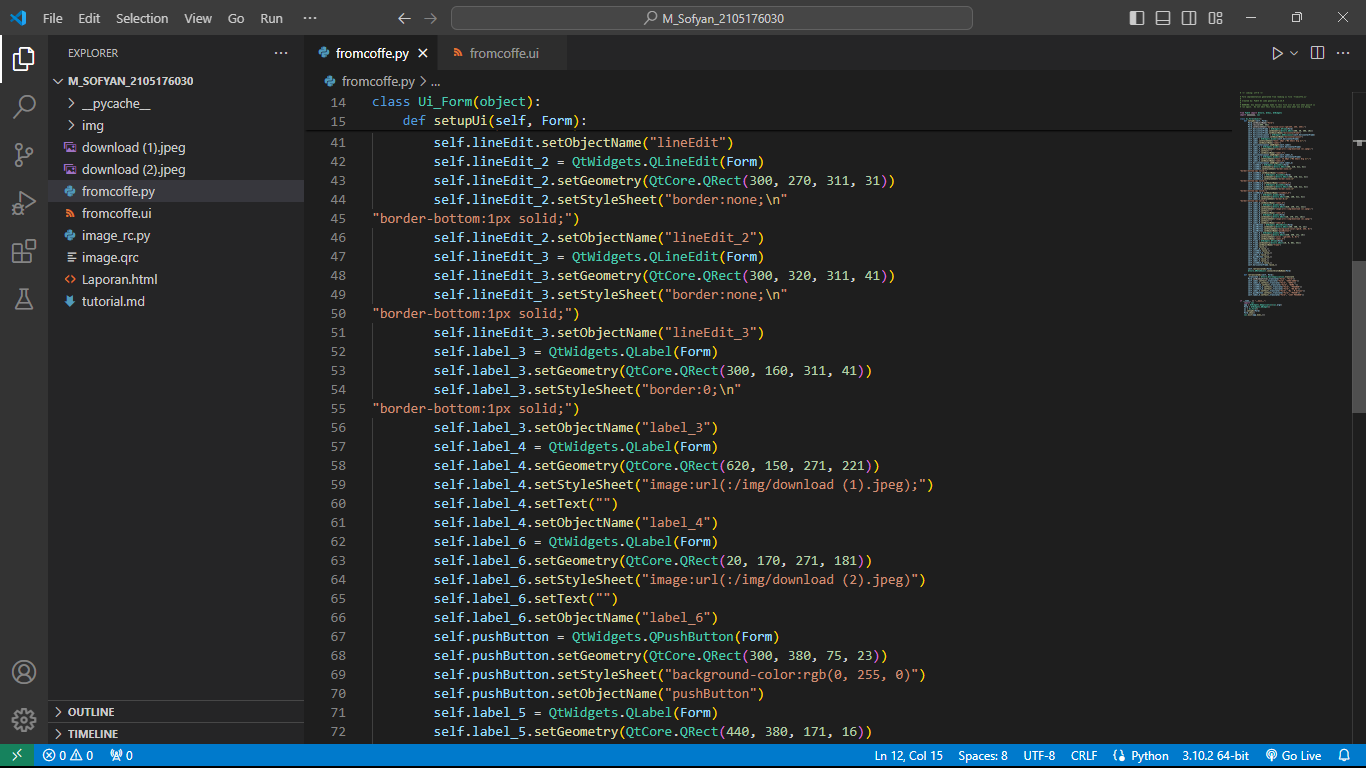 File Edit Selection View Go Run ···
M_Sofyan_2105176030
EXPLORER
M_SOFYAN_2105176030
__pycache__
img
download (1).jpeg
download (2).jpeg
fromcoffe.py
fromcoffe.ui
image_rc.py
image.qrc
Laporan.html
tutorial.md
OUTLINE
TIMELINE
fromcoffe.py
fromcoffe.ui
fromcoffe.py > ...
14 class Ui_Form(object):
15 def setupUi(self, Form):
41 self.lineEdit.setObjectName("lineEdit")
42 self.lineEdit_2 = QtWidgets.QLineEdit(Form)
43 self.lineEdit_2.setGeometry(QtCore.QRect(300, 270, 311, 31))
44 self.lineEdit_2.setStyleSheet("border:none;\n"
45 "border-bottom:1px solid;")
46 self.lineEdit_2.setObjectName("lineEdit_2")
47 self.lineEdit_3 = QtWidgets.QLineEdit(Form)
48 self.lineEdit_3.setGeometry(QtCore.QRect(300, 320, 311, 41))
49 self.lineEdit_3.setStyleSheet("border:none;\n"
50 "border-bottom:1px solid;")
51 self.lineEdit_3.setObjectName("lineEdit_3")
52 self.label_3 = QtWidgets.QLabel(Form)
53 self.label_3.setGeometry(QtCore.QRect(300, 160, 311, 41))
54 self.label_3.setStyleSheet("border:0;\n"
55 "border-bottom:1px solid;")
56 self.label_3.setObjectName("label_3")
57 self.label_4 = QtWidgets.QLabel(Form)
58 self.label_4.setGeometry(QtCore.QRect(620, 150, 271, 221))
59 self.label_4.setStyleSheet("image:url(:/img/download (1).jpeg);")
60 self.label_4.setText("")
61 self.label_4.setObjectName("label_4")
62 self.label_6 = QtWidgets.QLabel(Form)
63 self.label_6.setGeometry(QtCore.QRect(20, 170, 271, 181))
64 self.label_6.setStyleSheet("image:url(:/img/download (2).jpeg)")
65 self.label_6.setText("")
66 self.label_6.setObjectName("label_6")
67 self.pushButton = QtWidgets.QPushButton(Form)
68 self.pushButton.setGeometry(QtCore.QRect(300, 380, 75, 23))
69 self.pushButton.setStyleSheet("background-color:rgb(0, 255, 0)")
70 self.pushButton.setObjectName("pushButton")
71 self.label_5 = QtWidgets.QLabel(Form)
72 self.label_5.setGeometry(QtCore.QRect(440, 380, 171, 16))
0 0 0 Ln 12, Col 15 Spaces: 8 UTF-8 CRLF Python 3.10.2 64-bit Go Live